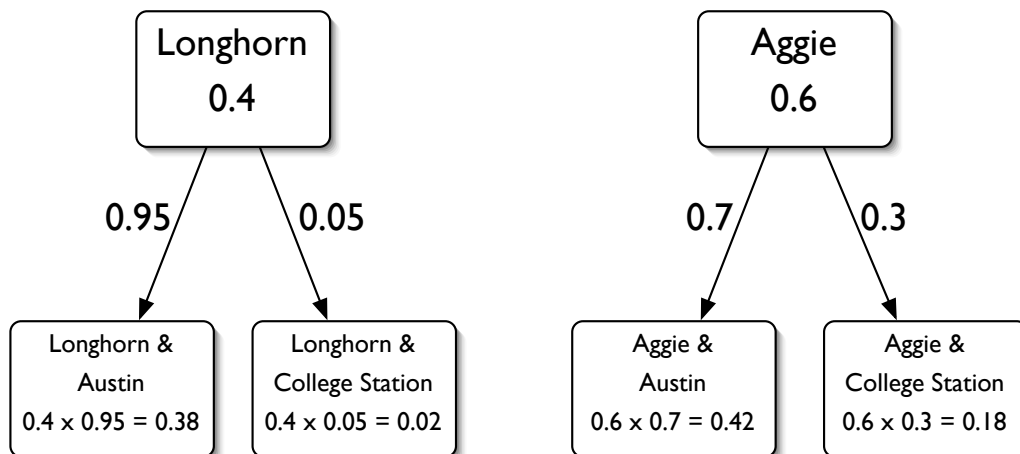 Longhorn
0.4
Aggie
0.6
0.95
0.05
0.7
0.3
Longhorn &
Austin
0.4 x 0.95 = 0.38
Longhorn &
College Station
0.4 x 0.05 = 0.02
Aggie &
Austin
0.6 x 0.7 = 0.42
Aggie &
College Station
0.6 x 0.3 = 0.18